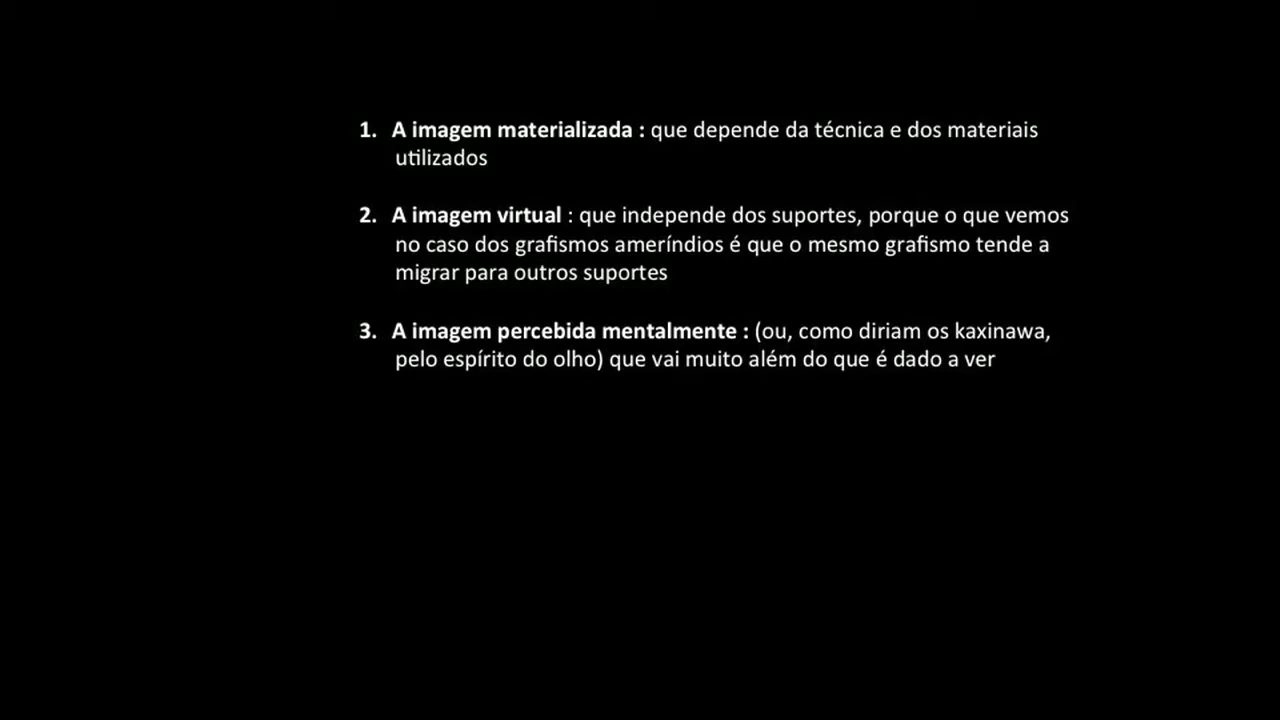 1. A imagem materializada : que depende da técnica e dos materiais
utilizados
2. A imagem virtual : que independe dos suportes, porque o que vemos
no caso dos grafismos ameríndios é que o mesmo grafismo tende a
migrar para outros suportes
3. A imagem percebida mentalmente : (ou, como diriam os kaxinawa,
pelo espírito do olho) que vai muito além do que é dado a ver